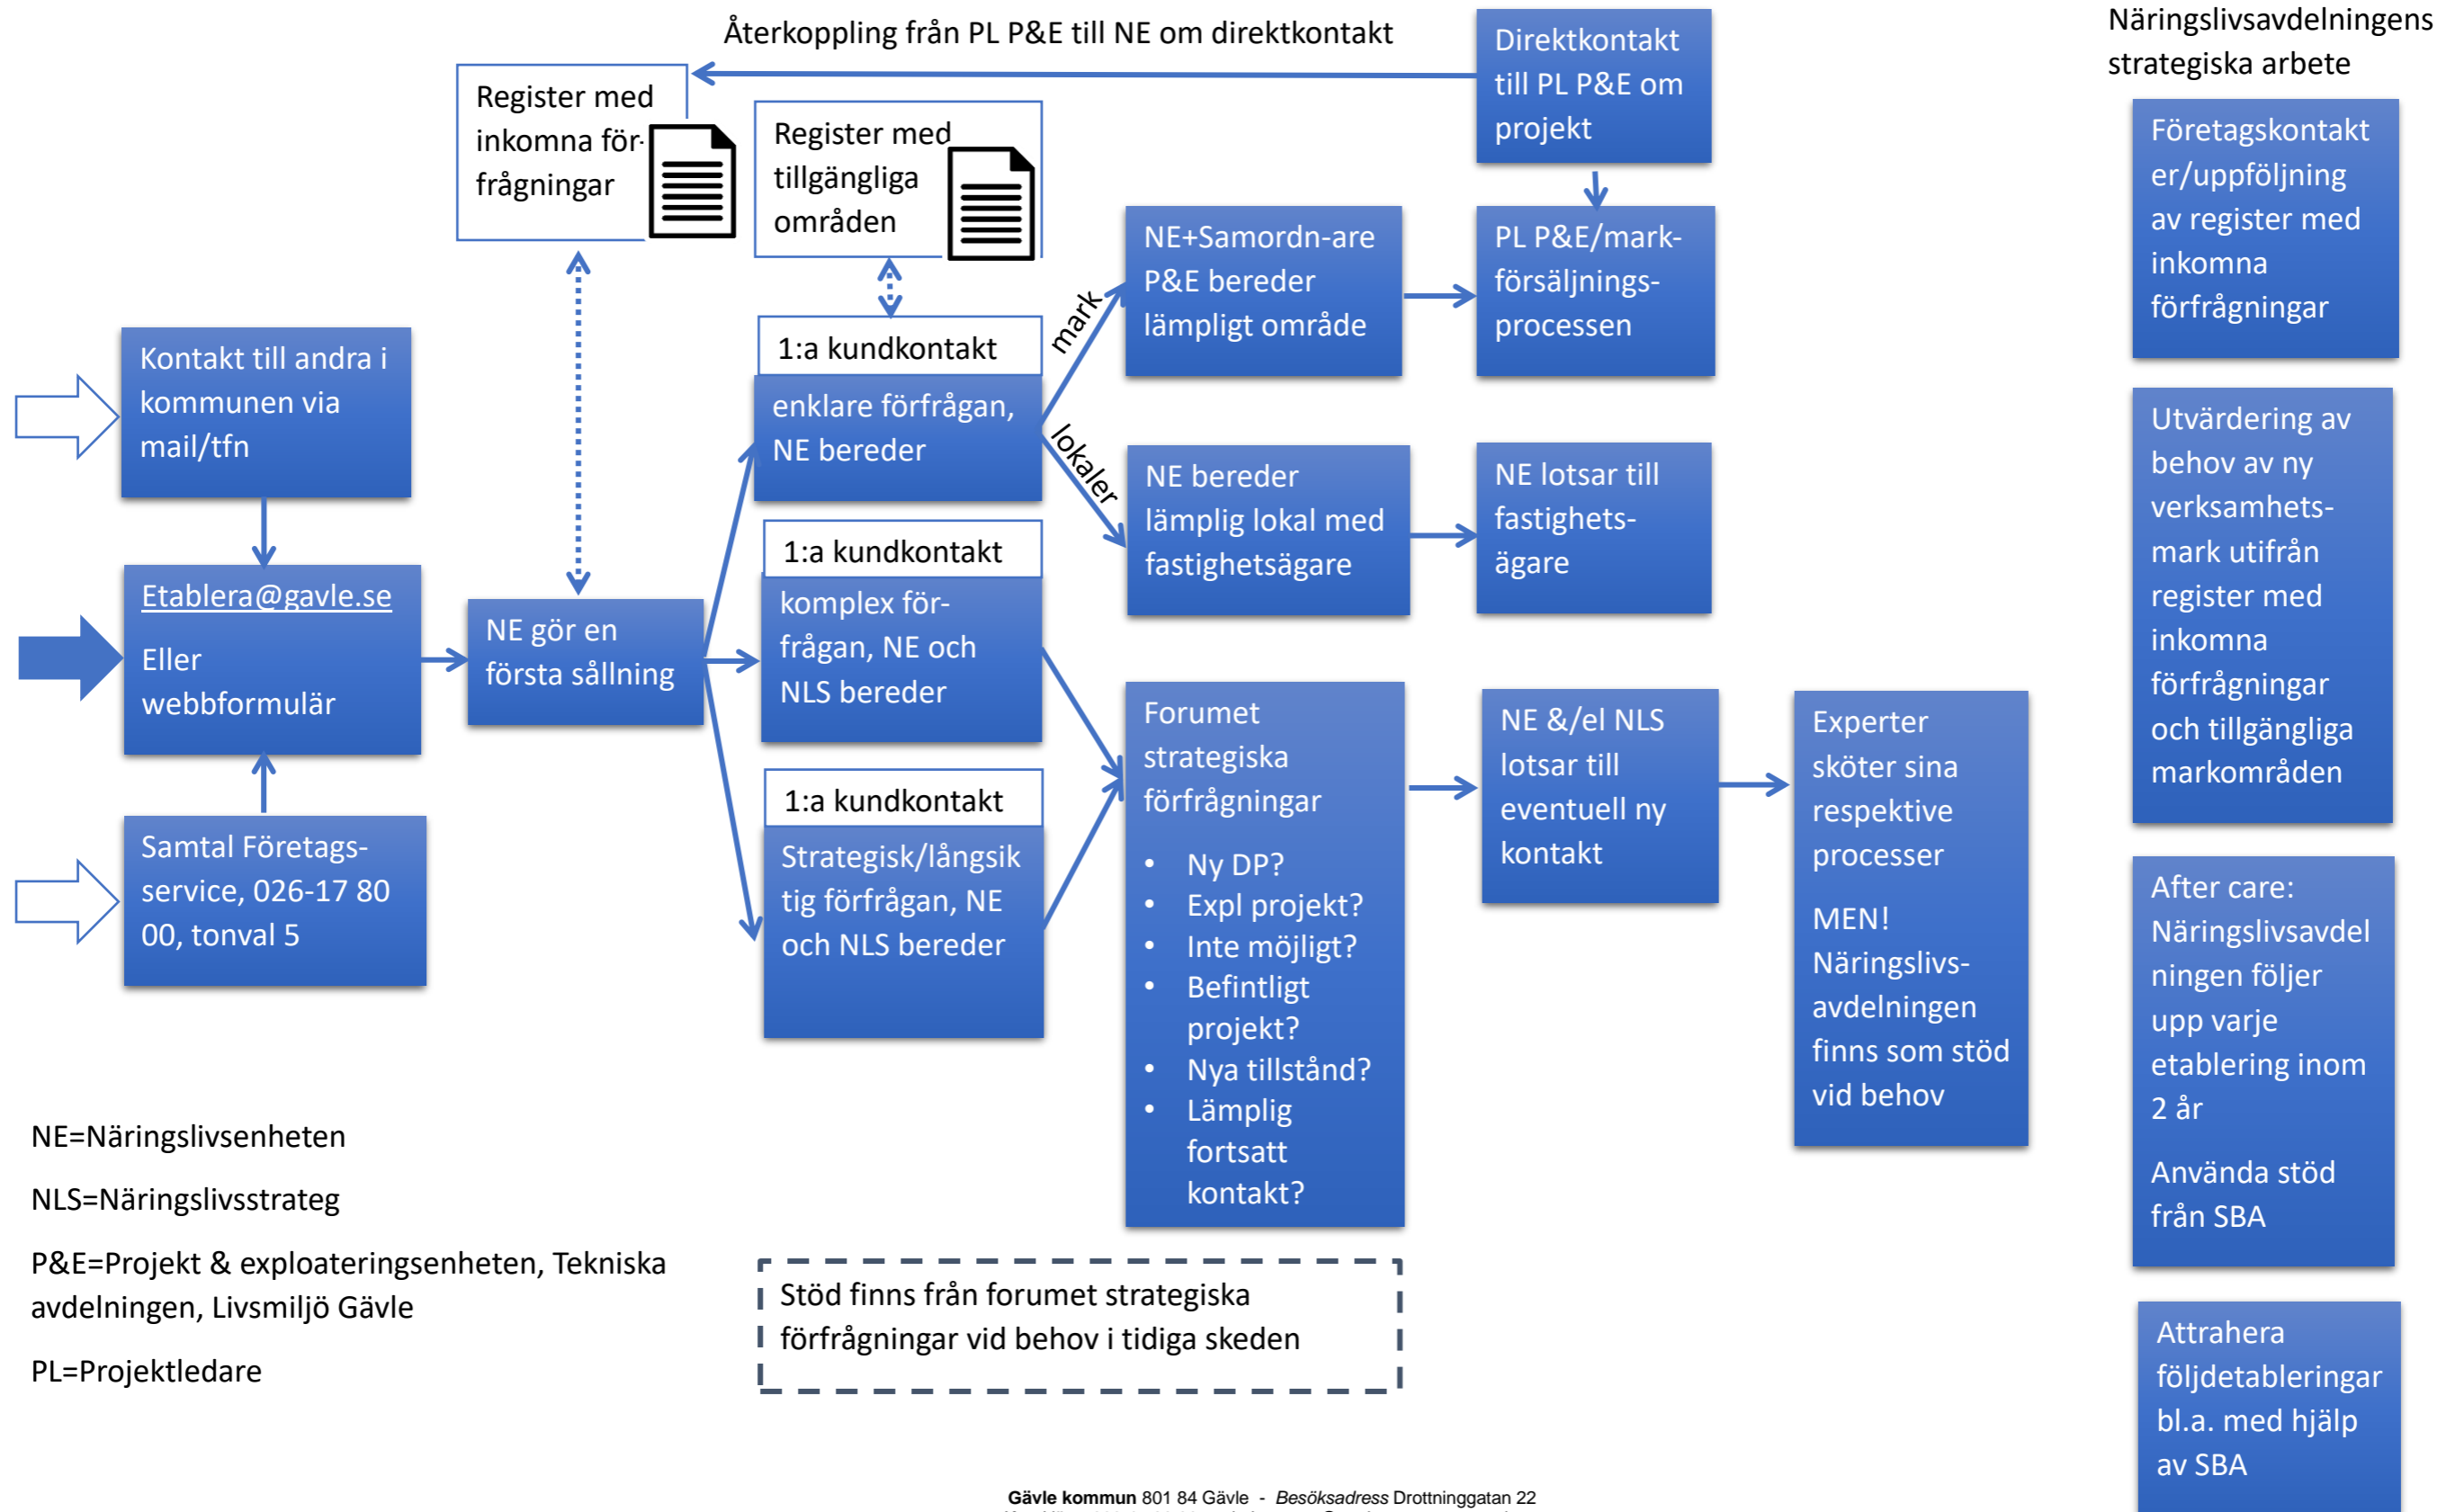 Återkoppling från PL P&E till NE om direktkontakt
Direktkontakt
till PL P&E om
projekt
Näringslivsavdelningens
strategiska arbete
Register med
inkomna för-
frågningar
Register med
tillgängliga
områden
Företagskontakt
er/uppföljning
av register med
inkomna
förfrågningar
NE+Samordn-are
P&E bereder
lämpligt område
PL P&E/mark-
försäljnings-
processen
mark
Kontakt till andra i
kommunen via
mail/tfn
1:a kundkontakt
enklare förfrågan,
NE bereder
lokaler
NE bereder
lämplig lokal med
fastighetsägare
NE lotsar till
fastighets-
ägare
Utvärdering av
behov av ny
verksamhets-
mark utifrån
register med
inkomna
förfrågningar
och tillgängliga
markområden
Etablera@gavle.se
Eller
webbformulär
NE gör en
första sållning
1:a kundkontakt
komplex för-
frågan, NE och
NLS bereder
1:a kundkontakt
Strategisk/långsik
tig förfrågan, NE
och NLS bereder
Forumet
strategiska
förfrågningar
• Ny DP?
• Expl projekt?
• Inte möjligt?
• Befintligt
projekt?
• Nya tillstånd?
• Lämplig
fortsatt
kontakt?
NE &/el NLS
lotsar till
eventuell ny
kontakt
Experter
sköter sina
respektive
processer
MEN!
Näringslivs-
avdelningen
finns som stöd
vid behov
Samtal Företags-
service, 026-17 80
00, tonval 5
After care:
Näringslivsavdel
ningen följer
upp varje
etablering inom
2 år
Använda stöd
från SBA
NE=Näringslivsenheten
NLS=Näringslivsstrateg
P&E=Projekt & exploateringsenheten, Tekniska
avdelningen, Livsmiljö Gävle
PL=Projektledare
Stöd finns från forumet strategiska
förfrågningar vid behov i tidiga skeden
Attrahera
följdetableringar
bl.a. med hjälp
av SBA
Gävle kommun 801 84 Gävle - Besöksadress Drottninggatan 22